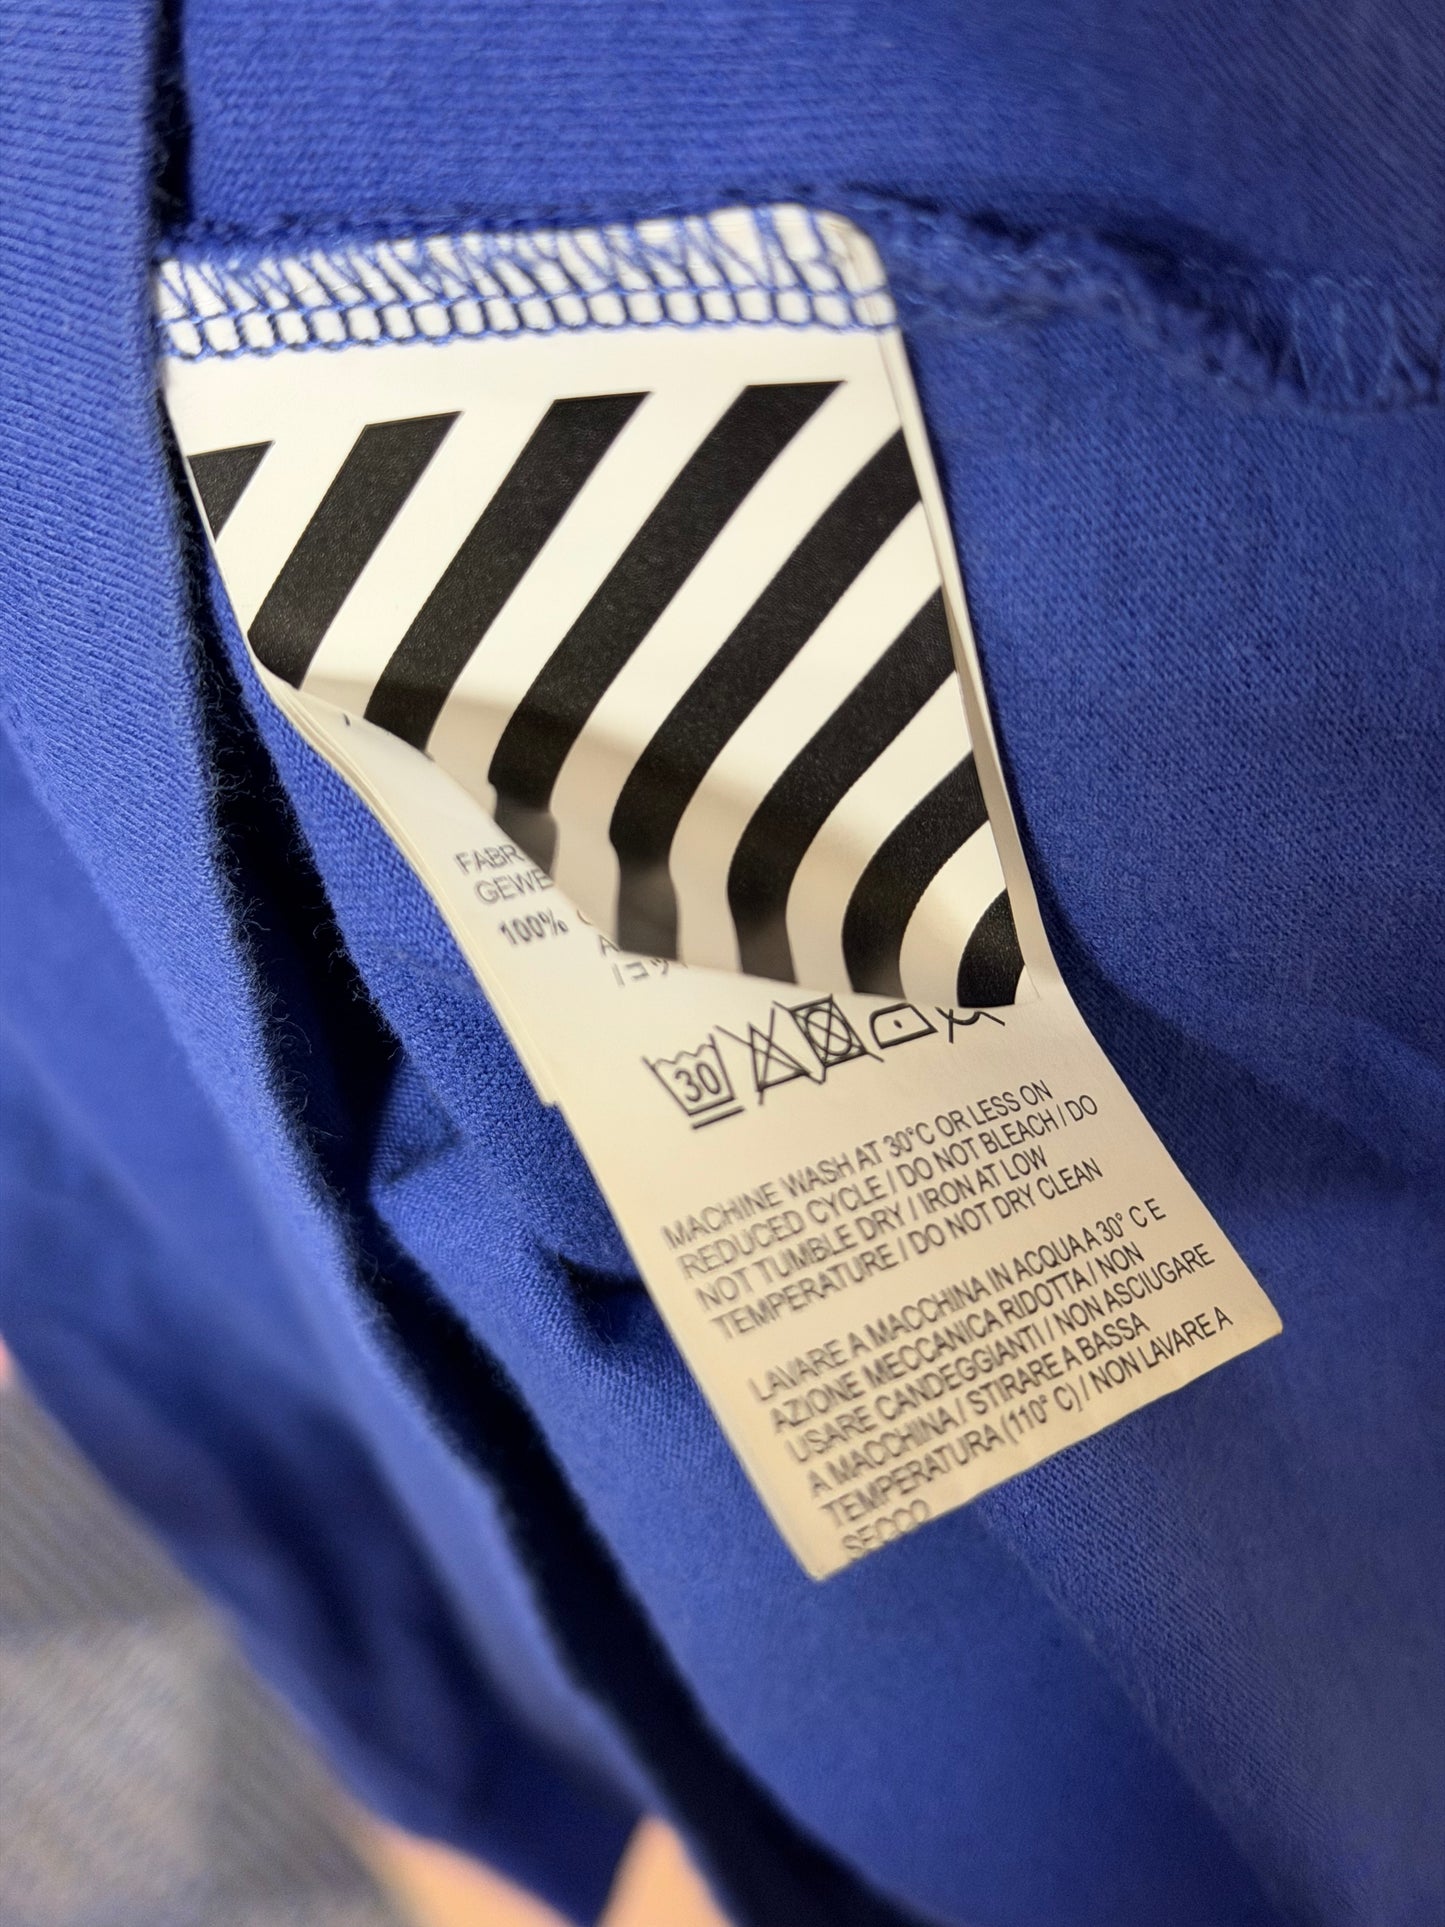 100%
30
MACHINE WASH AT 30°C OR LESS ON
REDUCED CYCLE / DO NOT BLEACH / DO
NOT TUMBLE DRY / IRON AT LOW
TEMPERATURE / DO NOT DRY CLEAN
LAVARE A MACCHINA IN ACQUA A 30° C E
AZIONE MECCANICA RIDOTTA / NON
USARE CANDEGGIANTI / NON ASCIUGARE
A MACCHINA / STIRARE A BASSA
TEMPERATURA (110° C) / NON LAVARE A
SECCO